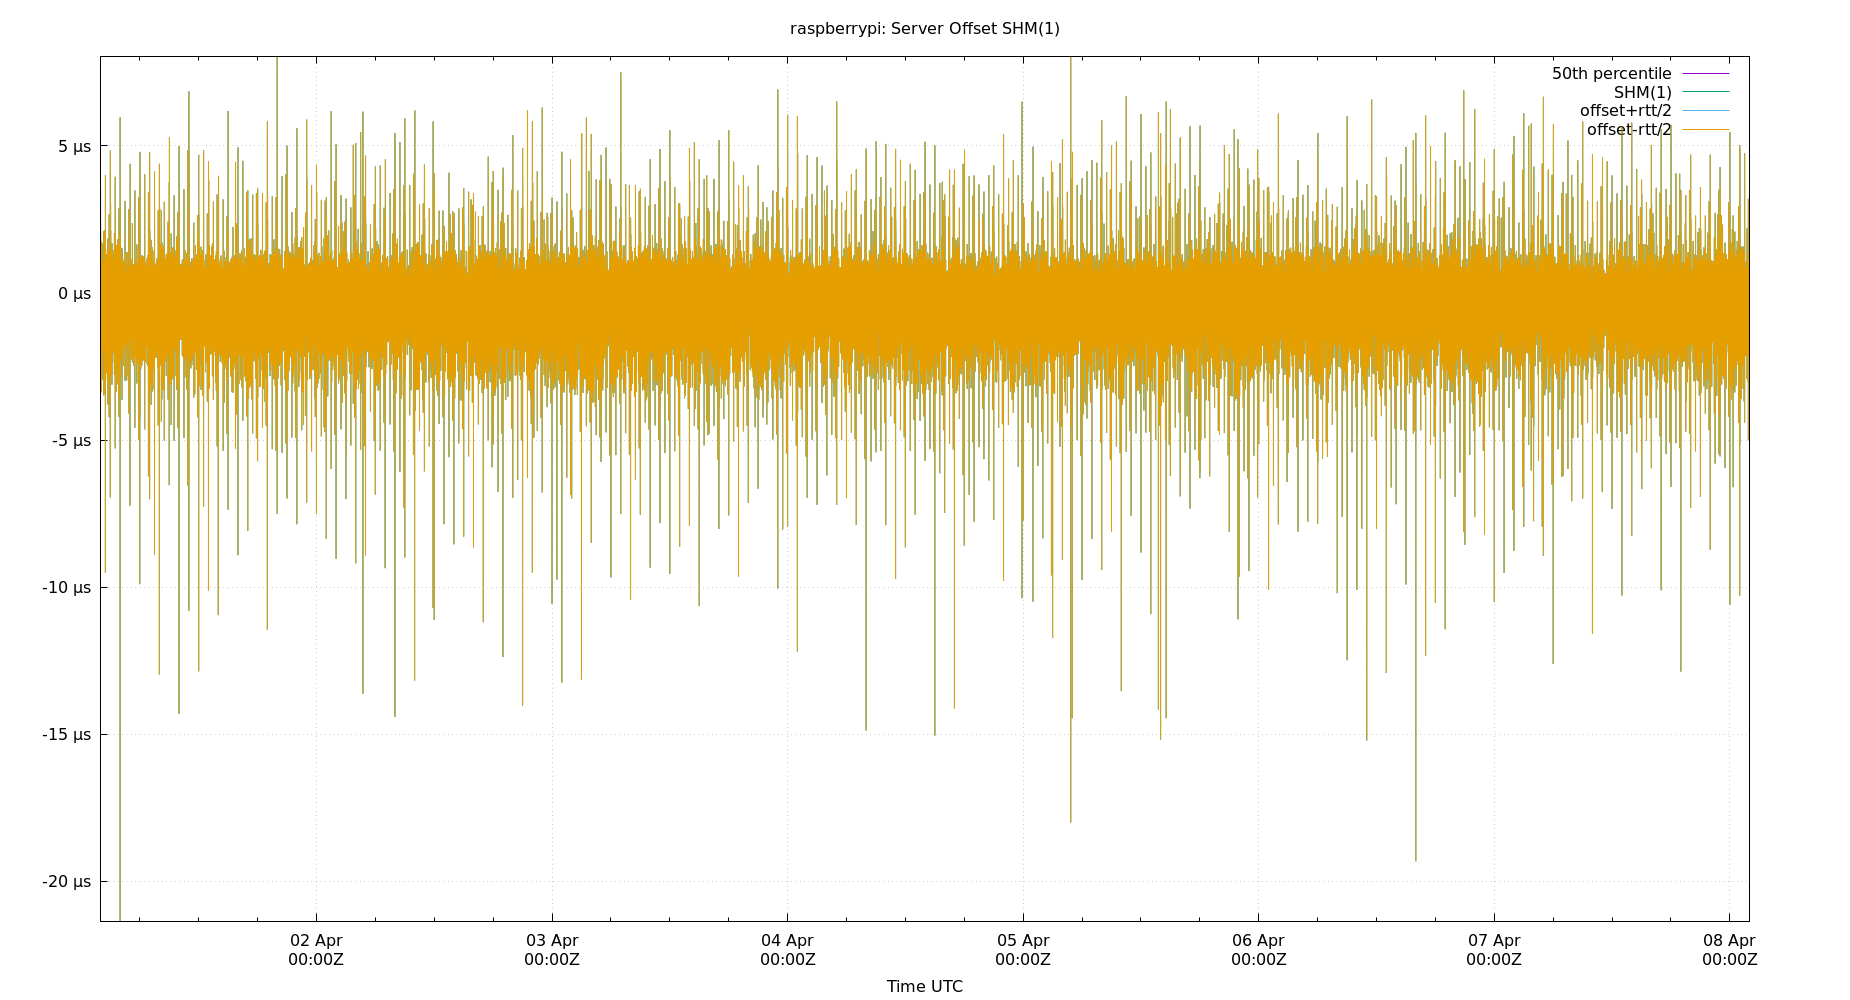 raspberrypi: Server Offset SHM(1)
50th percentile
SHM(1)
offset+rtt/2
offset-rtt/2
5 µs
0 µs
-5 µs
-10 µs
-15 µs
-20 µs
02 Apr 03 Apr 04 Apr 05 Apr 06 Apr 07 Apr 08 Apr
00:00Z 00:00Z 00:00Z 00:00Z 00:00Z 00:00Z 00:00Z
Time UTC